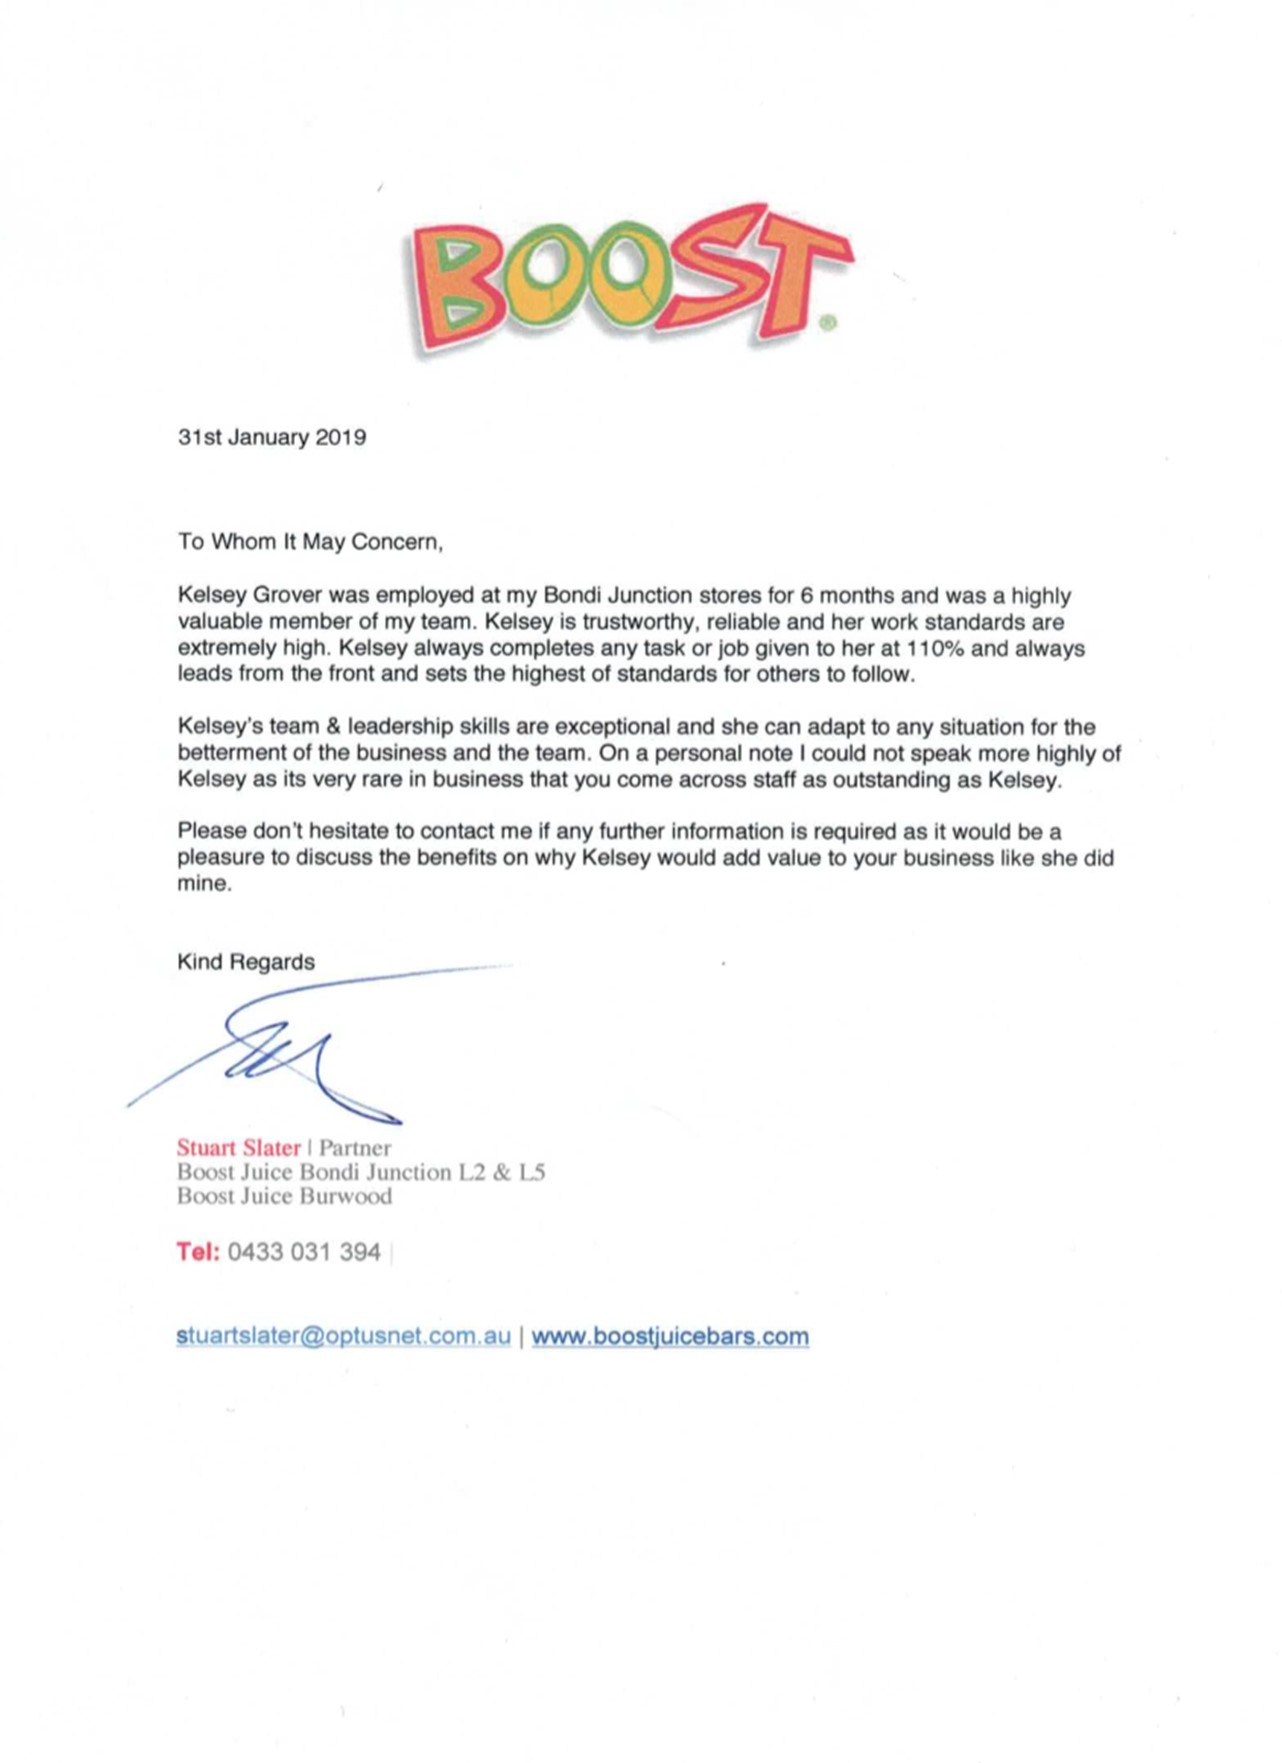 BOOST®
31st January 2019
To Whom It May Concern,
Kelsey Grover was employed at my Bondi Junction stores for 6 months and was a highly
valuable member of my team. Kelsey is trustworthy, reliable and her work standards are
extremely high. Kelsey always completes any task or job given to her at 110% and always
leads from the front and sets the highest of standards for others to follow.
Kelsey's team & leadership skills are exceptional and she can adapt to any situation for the
betterment of the business and the team. On a personal note I could not speak more highly of
Kelsey as its very rare in business that you come across staff as outstanding as Kelsey.
Please don't hesitate to contact me if any further information is required as it would be a
pleasure to discuss the benefits on why Kelsey would add value to your business like she did
mine.
Kind Regards
Stuart Slater | Partner
Boost Juice Bondi Junction L2 & L5
Boost Juice Burwood
Tel: 0433 031 394 |
stuartslater@optusnet.com.au | www.boostjuicebars.com